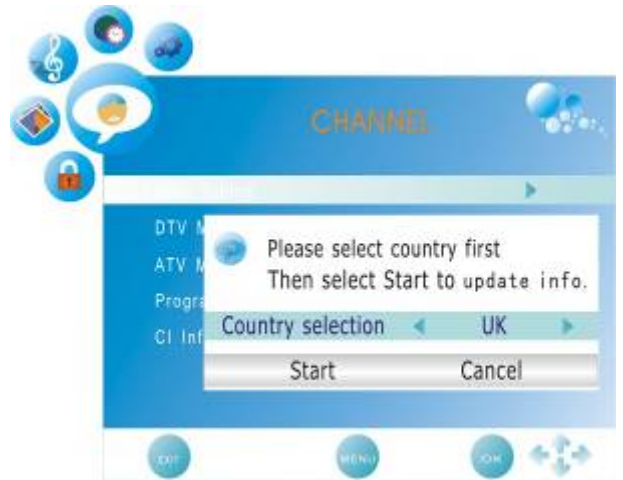 CHANNEL
DTV M
ATV M
Progra
CI Inf
Please select country first
Then select Start to update info.
Country selection UK
Start Cancel
EXIT MENU OK